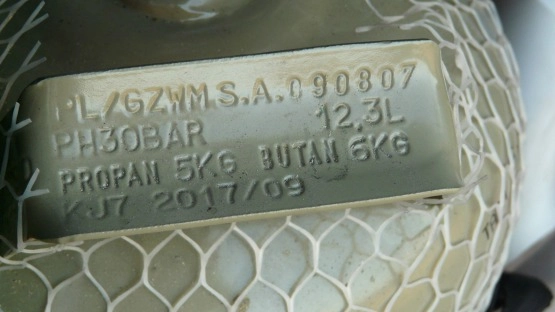 PL/GZWM.S.A.090807
PH30BAR 12,3L
PROPAN 5KG BUTAN 6KG
KJ7 2017/09